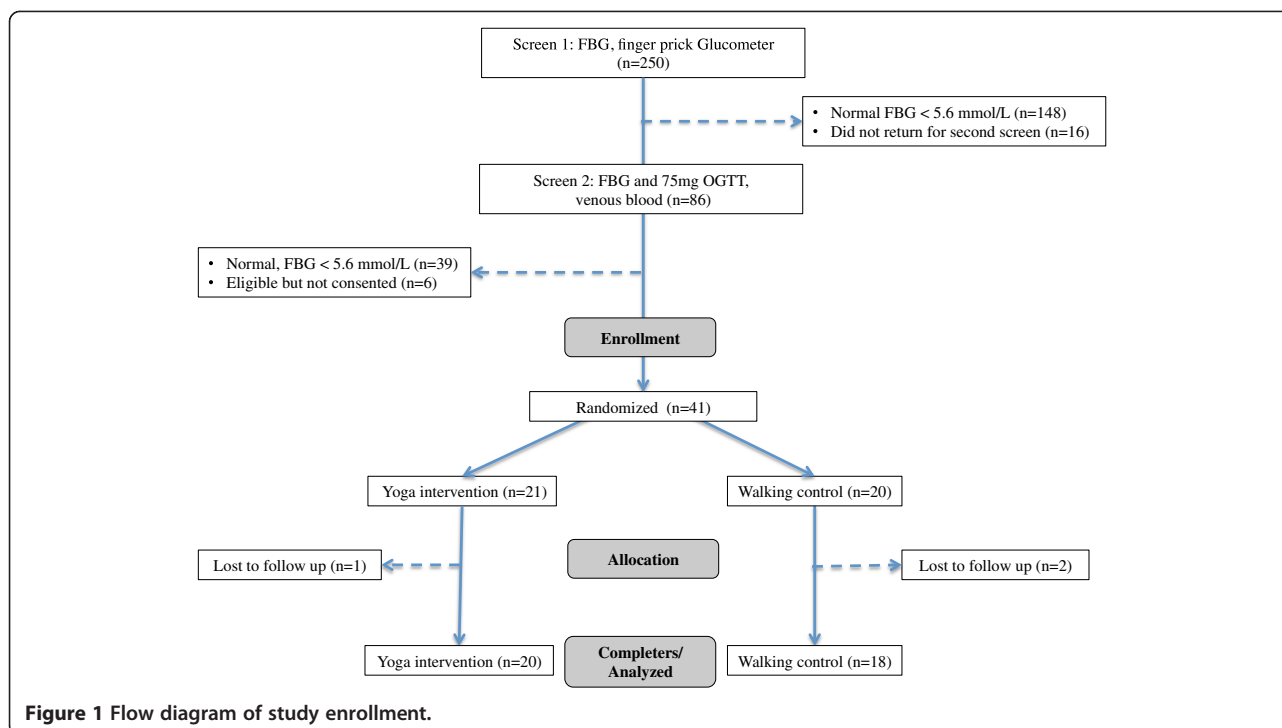 Screen 1: FBG, finger prick Glucometer
(n=250)
• Normal FBG < 5.6 mmol/L (n=148)
• Did not return for second screen (n=16)
Screen 2: FBG and 75mg OGTT,
venous blood (n=86)
• Normal, FBG < 5.6 mmol/L (n=39)
• Eligible but not consented (n=6)
Enrollment
Randomized (n=41)
Yoga intervention (n=21)
Walking control (n=20)
Lost to follow up (n=1)
Allocation
Lost to follow up (n=2)
Yoga intervention (n=20)
Completers/
Analyzed
Walking control (n=18)
Figure 1 Flow diagram of study enrollment.